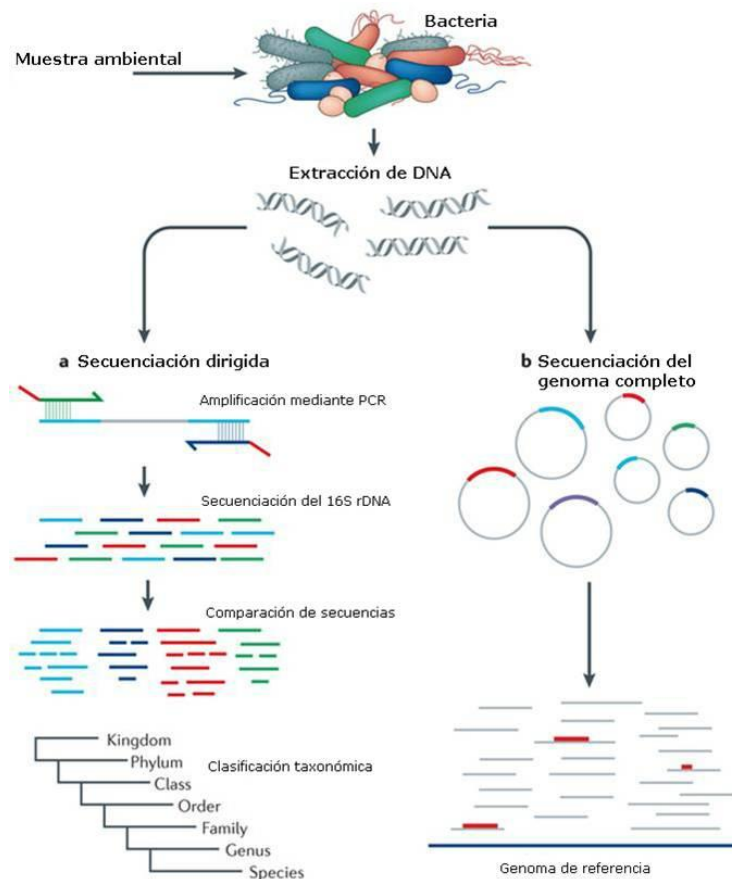 Bacteria
Muestra ambiental
Extracción de DNA
a Secuenciación dirigida
Amplificación mediante PCR
Secuenciación del 16S rDNA
Comparación de secuencias
Clasificación taxonómica
Kingdom
Phylum
Class
Order
Family
Genus
Species
b Secuenciación del
genoma completo
Genoma de referencia